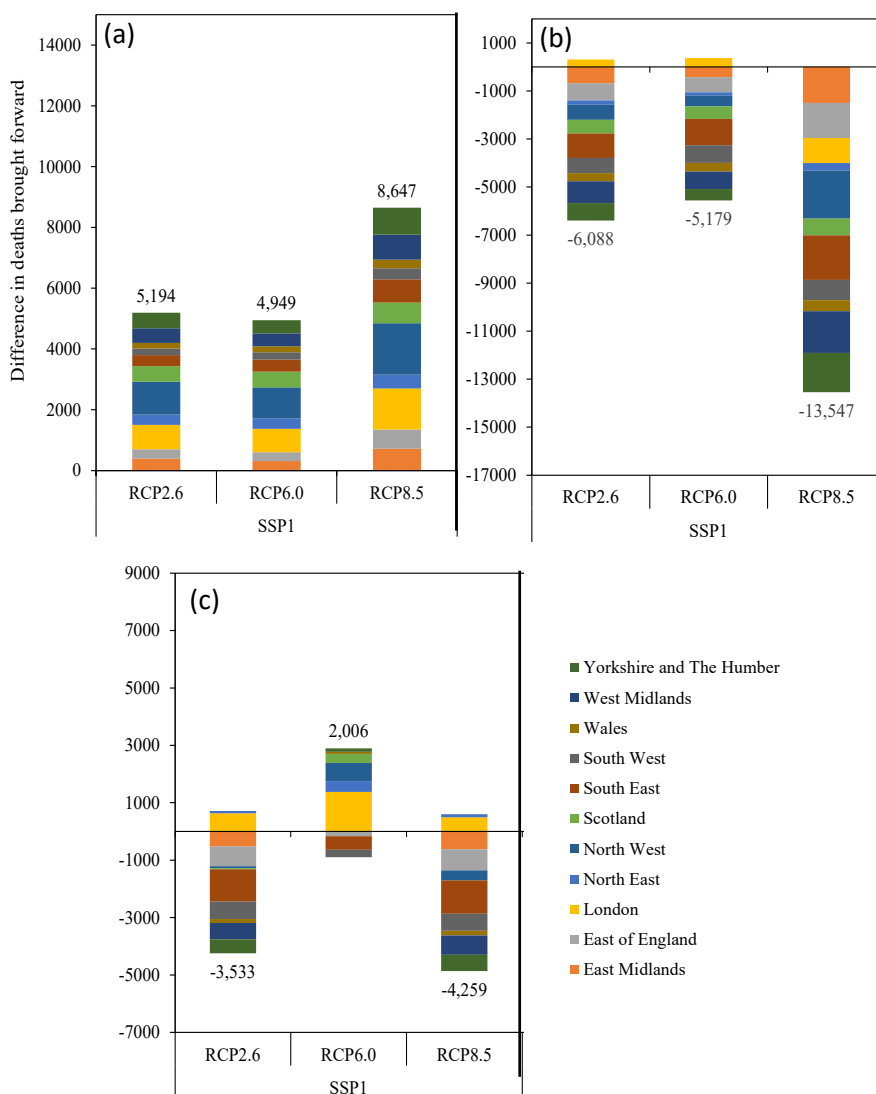 (a)
Difference in deaths brought forward
14000
12000
10000
8000
6000
4000
2000
0
5,194
4,949
8,647
RCP2.6
RCP6.0
RCP8.5
SSP1
(b)
1000
-1000
-3000
-5000
-7000
-9000
-11000
-13000
-15000
-17000
-6,088
-5,179
-13,547
RCP2.6
RCP6.0
RCP8.5
SSP1
(c)
9000
7000
5000
3000
1000
-1000
-3000
-5000
-7000
2,006
-3,533
-4,259
RCP2.6
RCP6.0
RCP8.5
SSP1
Yorkshire and The Humber
West Midlands
Wales
South West
South East
Scotland
North West
North East
London
East of England
East Midlands